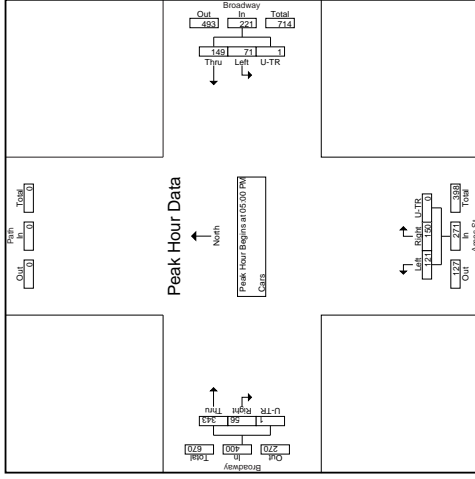 Broadway
Out In Total
493 221 714
149 71 1
Thru Left U-TR
Path
Out In Total
0 0 0
Peak Hour Data
North
Peak Hour Begins at 05:00 PM
Cars
Left Right U-TR
121 150 0
127 271 398
Out In Total
Thru Right U-TR
343 56 1
670 400 270
Total In Out
Broadway